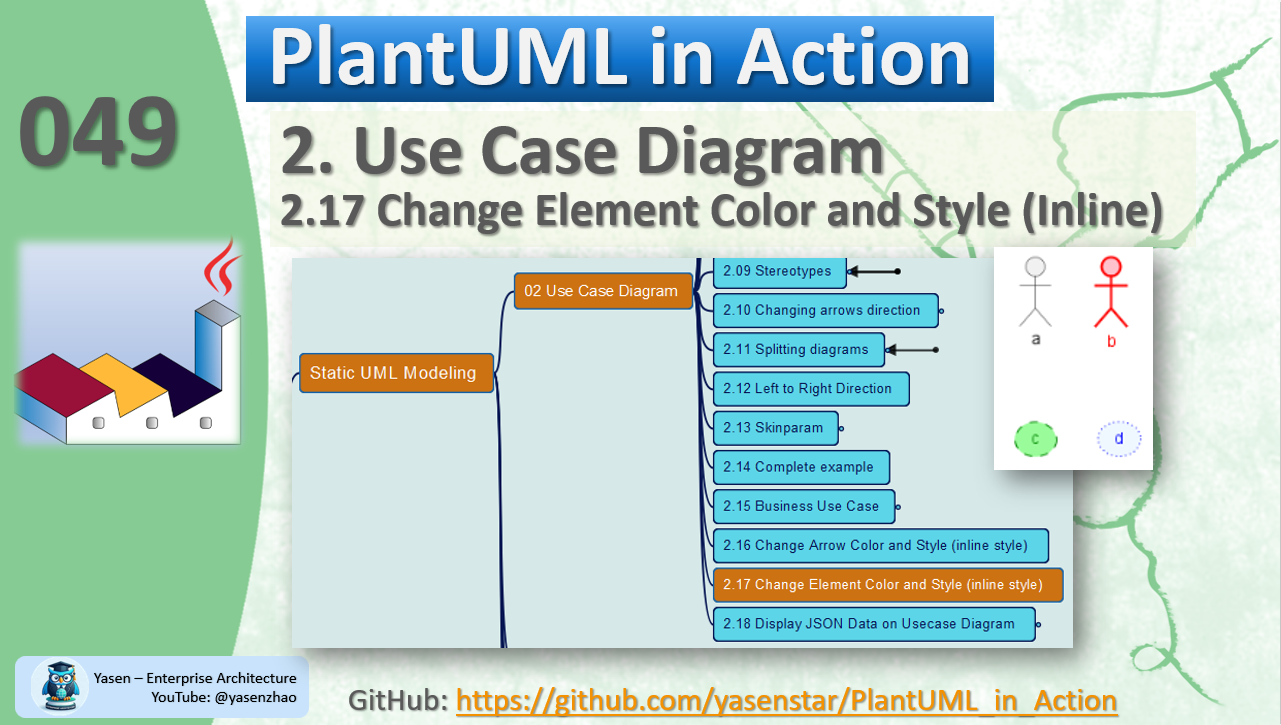 PlantUML in Action
049
2. Use Case Diagram
2.17 Change Element Color and Style (Inline)
Static UML Modeling
02 Use Case Diagram
2.09 Stereotypes
2.10 Changing arrows direction
2.11 Splitting diagrams
2.12 Left to Right Direction
2.13 Skinparam
2.14 Complete example
2.15 Business Use Case
2.16 Change Arrow Color and Style (inline style)
2.17 Change Element Color and Style (inline style)
2.18 Display JSON Data on Usecase Diagram
a
b
c
d
Yasen – Enterprise Architecture
YouTube: @yasenzhao
GitHub: https://github.com/yasenstar/PlantUML_in_Action